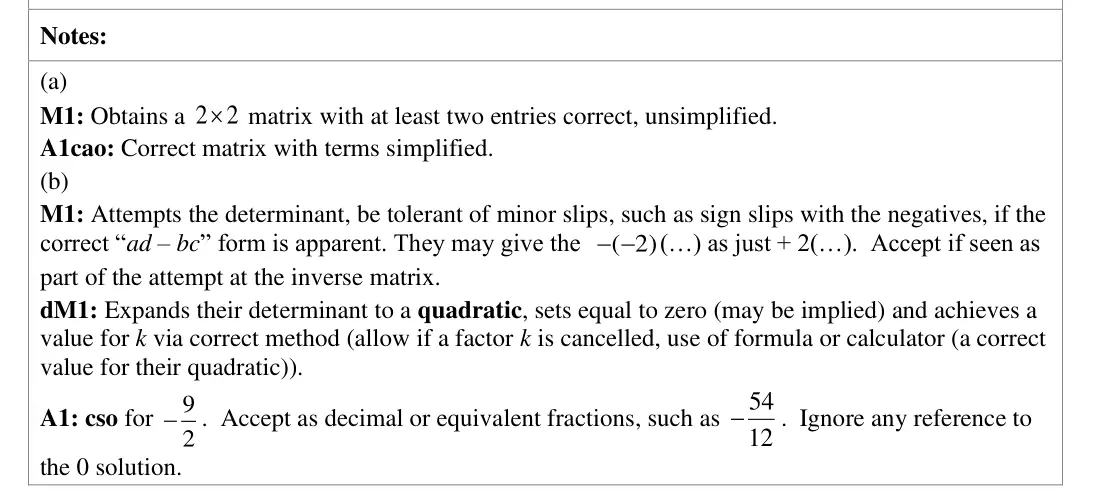 Notes:
(a)
M1: Obtains a 2×2 matrix with at least two entries correct, unsimplified.
A1cao: Correct matrix with terms simplified.
(b)
M1: Attempts the determinant, be tolerant of minor slips, such as sign slips with the negatives, if the
correct “ad – bc” form is apparent. They may give the −(−2)(…) as just + 2(…). Accept if seen as
part of the attempt at the inverse matrix.
dM1: Expands their determinant to a quadratic, sets equal to zero (may be implied) and achieves a
value for k via correct method (allow if a factor k is cancelled, use of formula or calculator (a correct
value for their quadratic)).
A1: cso for −9/2. Accept as decimal or equivalent fractions, such as −54/12. Ignore any reference to
the 0 solution.